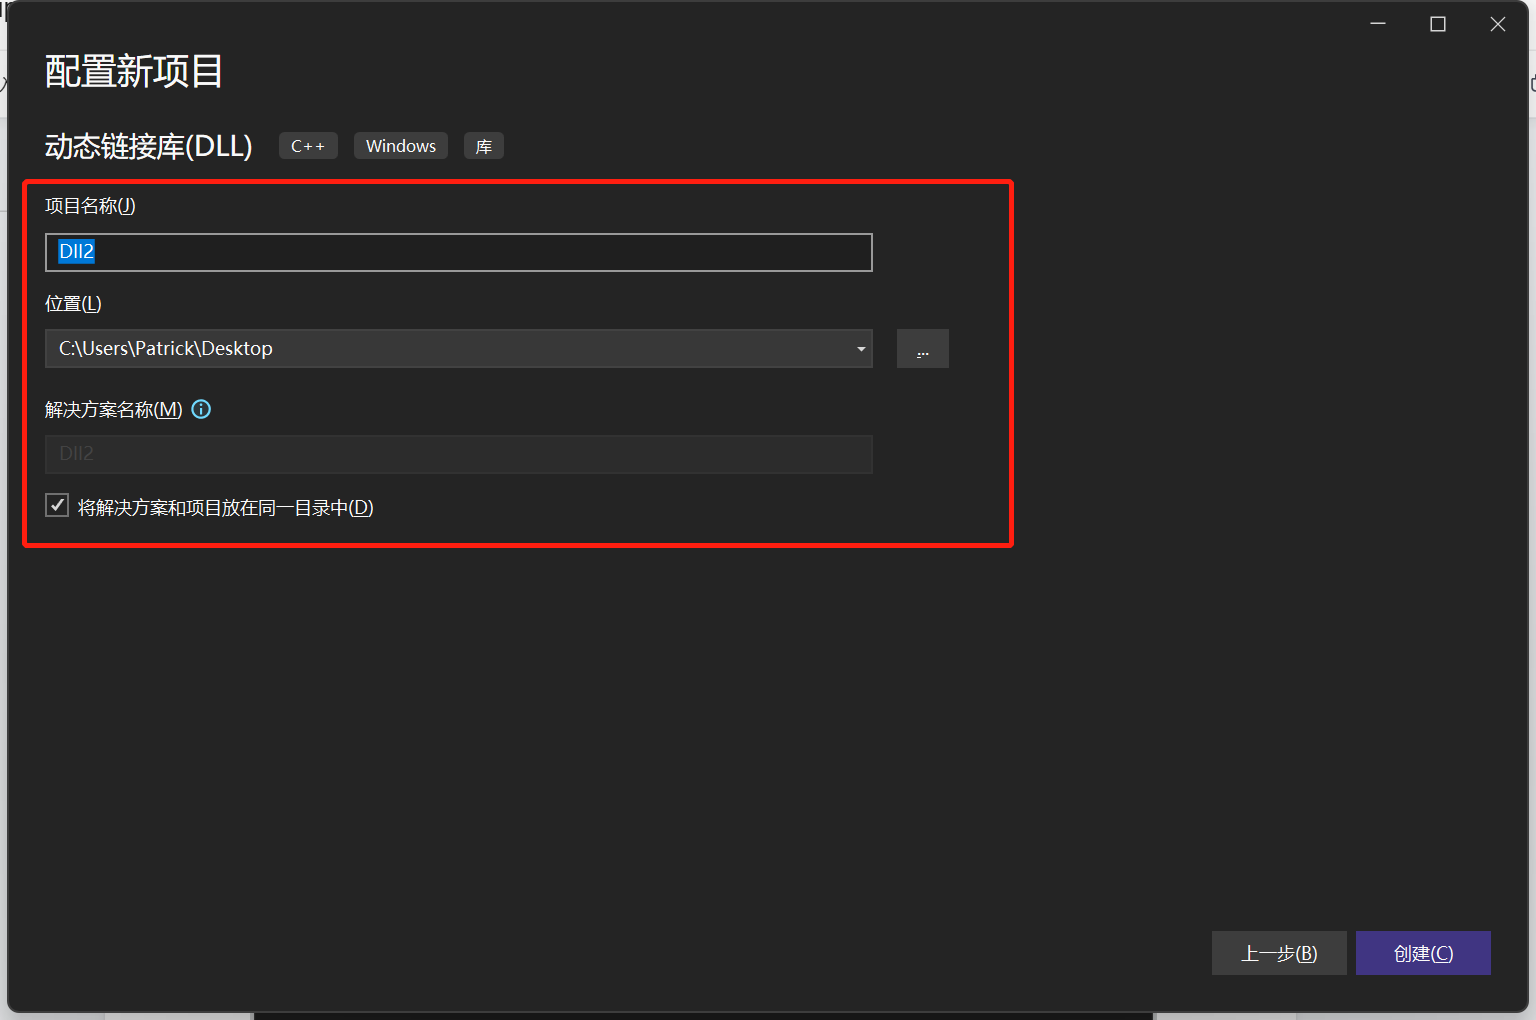 配置新项目
动态链接库(DLL) C++ Windows 库
项目名称(J)
Dll2
位置(L)
C:\Users\Patrick\Desktop
...
解决方案名称(M)
Dll2
将解决方案和项目放在同一目录中(D)
上一步(B) 创建(C)